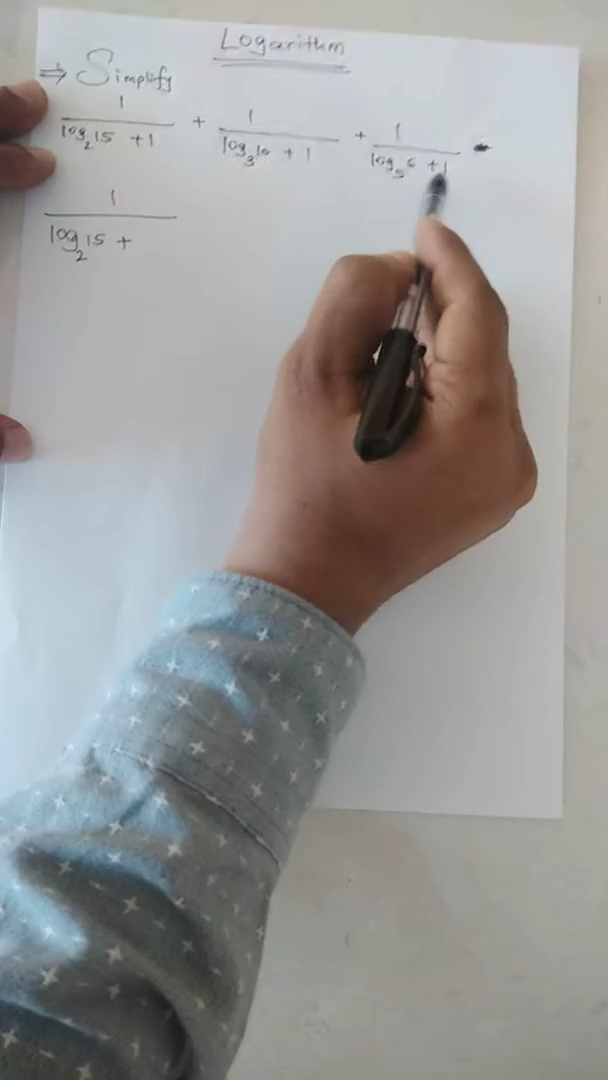 Logarithm
⇒ Simplify
1/(log₂15 + 1) + 1/(log₃10 + 1) + 1/(log₅6 + 1)
1/(log₂15 +